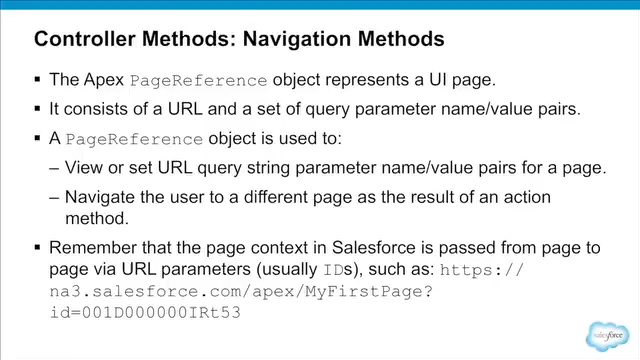 Controller Methods: Navigation Methods
▪ The Apex PageReference object represents a UI page.
▪ It consists of a URL and a set of query parameter name/value pairs.
▪ A PageReference object is used to:
– View or set URL query string parameter name/value pairs for a page.
– Navigate the user to a different page as the result of an action
method.
▪ Remember that the page context in Salesforce is passed from page to
page via URL parameters (usually IDs), such as: https://
na3.salesforce.com/apex/MyFirstPage?
id=001D000000IRt53
salesforce